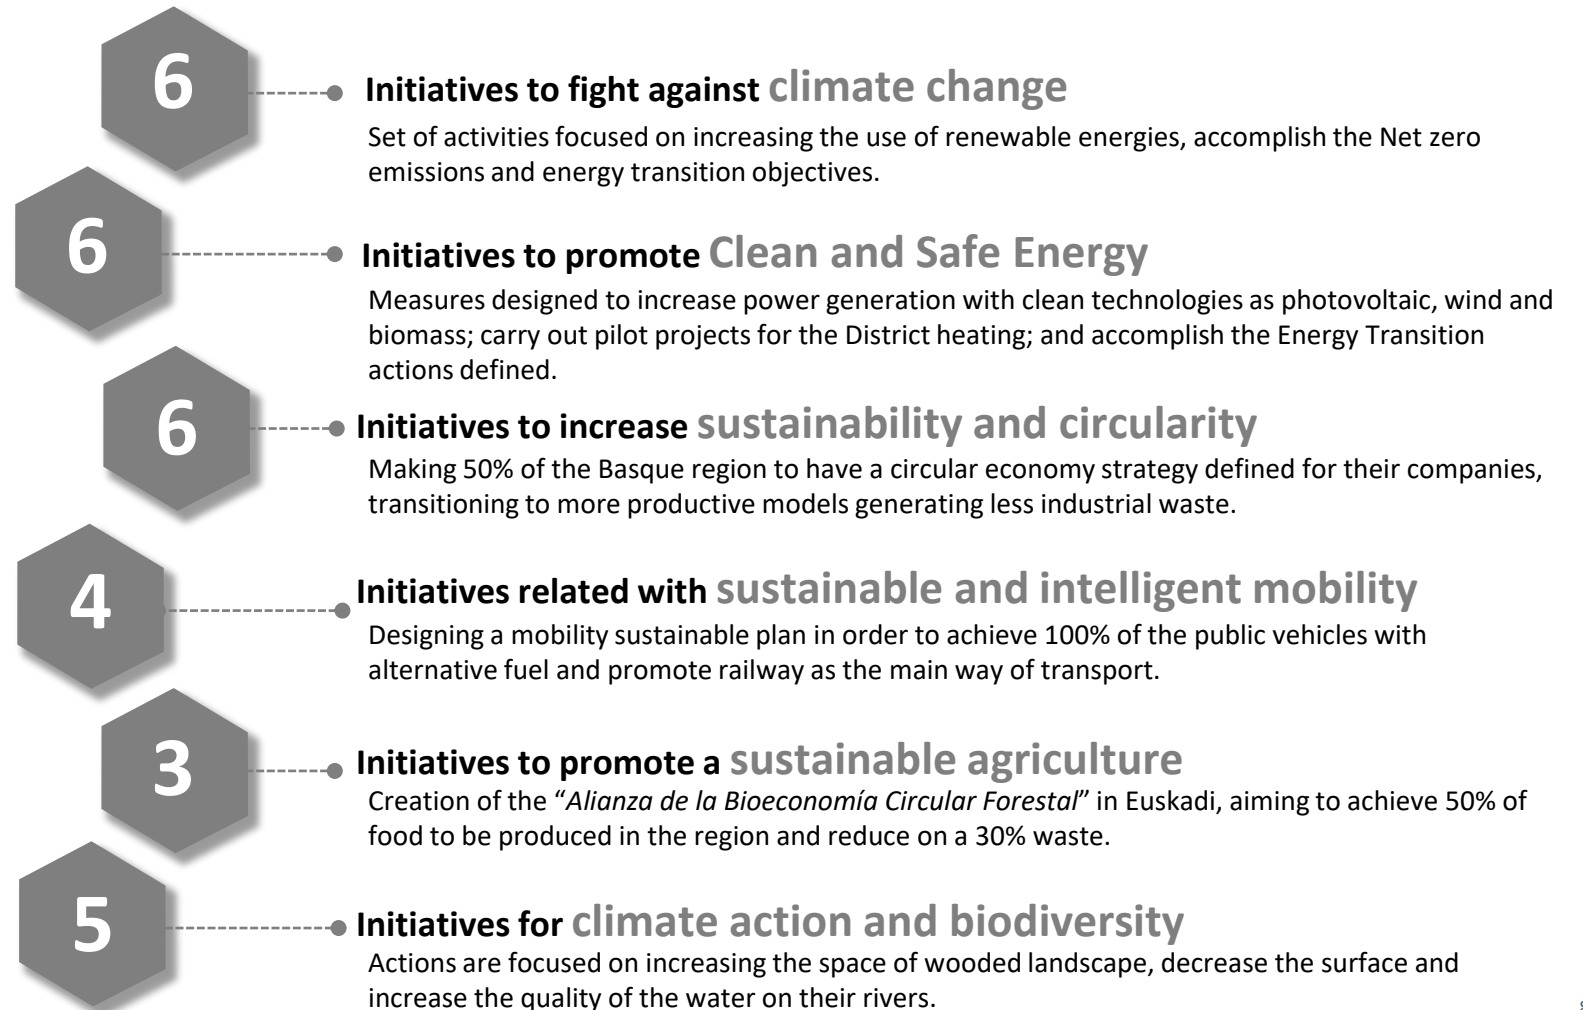 6
Initiatives to fight against climate change
Set of activities focused on increasing the use of renewable energies, accomplish the Net zero
emissions and energy transition objectives.
6
Initiatives to promote Clean and Safe Energy
Measures designed to increase power generation with clean technologies as photovoltaic, wind and
biomass; carry out pilot projects for the District heating; and accomplish the Energy Transition
actions defined.
6
Initiatives to increase sustainability and circularity
Making 50% of the Basque region to have a circular economy strategy defined for their companies,
transitioning to more productive models generating less industrial waste.
4
Initiatives related with sustainable and intelligent mobility
Designing a mobility sustainable plan in order to achieve 100% of the public vehicles with
alternative fuel and promote railway as the main way of transport.
3
Initiatives to promote a sustainable agriculture
Creation of the “Alianza de la Bioeconomía Circular Forestal” in Euskadi, aiming to achieve 50% of
food to be produced in the region and reduce on a 30% waste.
5
Initiatives for climate action and biodiversity
Actions are focused on increasing the space of wooded landscape, decrease the surface and
increase the quality of the water on their rivers.